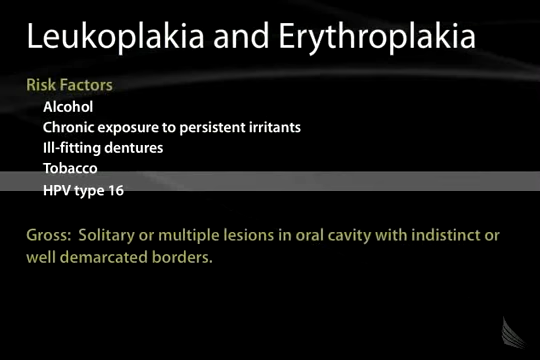 Leukoplakia and Erythroplakia
Risk Factors
Alcohol
Chronic exposure to persistent irritants
Ill-fitting dentures
Tobacco
HPV type 16
Gross: Solitary or multiple lesions in oral cavity with indistinct or
well demarcated borders.